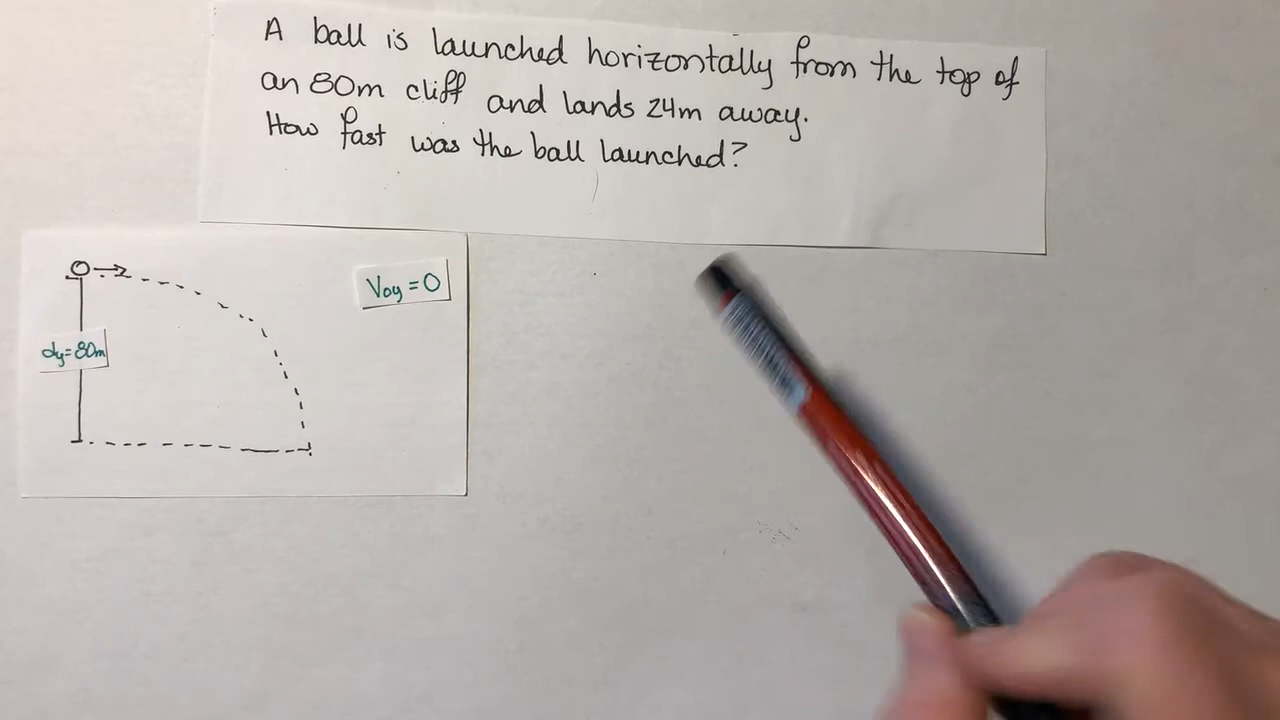 A ball is launched horizontally from the top of
an 80m cliff and lands 24m away.
How fast was the ball launched?
Voy = 0
dy = 80m